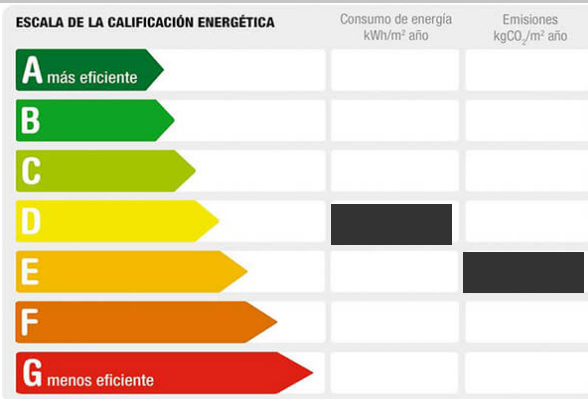 ESCALA DE LA CALIFICACIÓN ENERGÉTICA
Consumo de energía
kWh/m² año
Emisiones
kgCO₂/m² año
A más eficiente
B
C
D
E
F
G menos eficiente